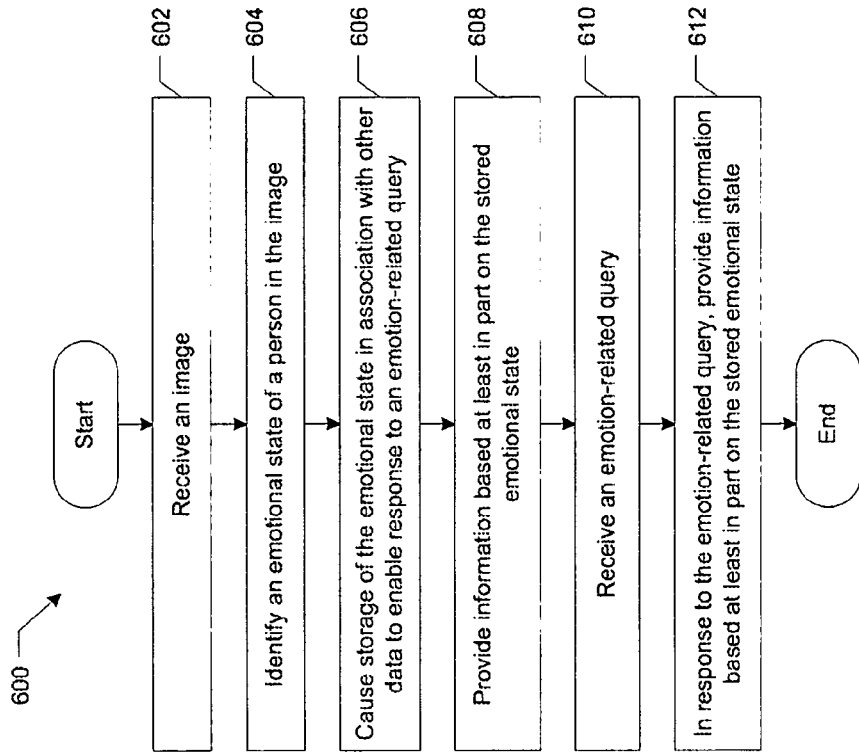 600
Start
Receive an image
602
Identify an emotional state of a person in the image
604
Cause storage of the emotional state in association with other
data to enable response to an emotion-related query
606
Provide information based at least in part on the stored
emotional state
608
Receive an emotion-related query
610
In response to the emotion-related query, provide information
based at least in part on the stored emotional state
612
End